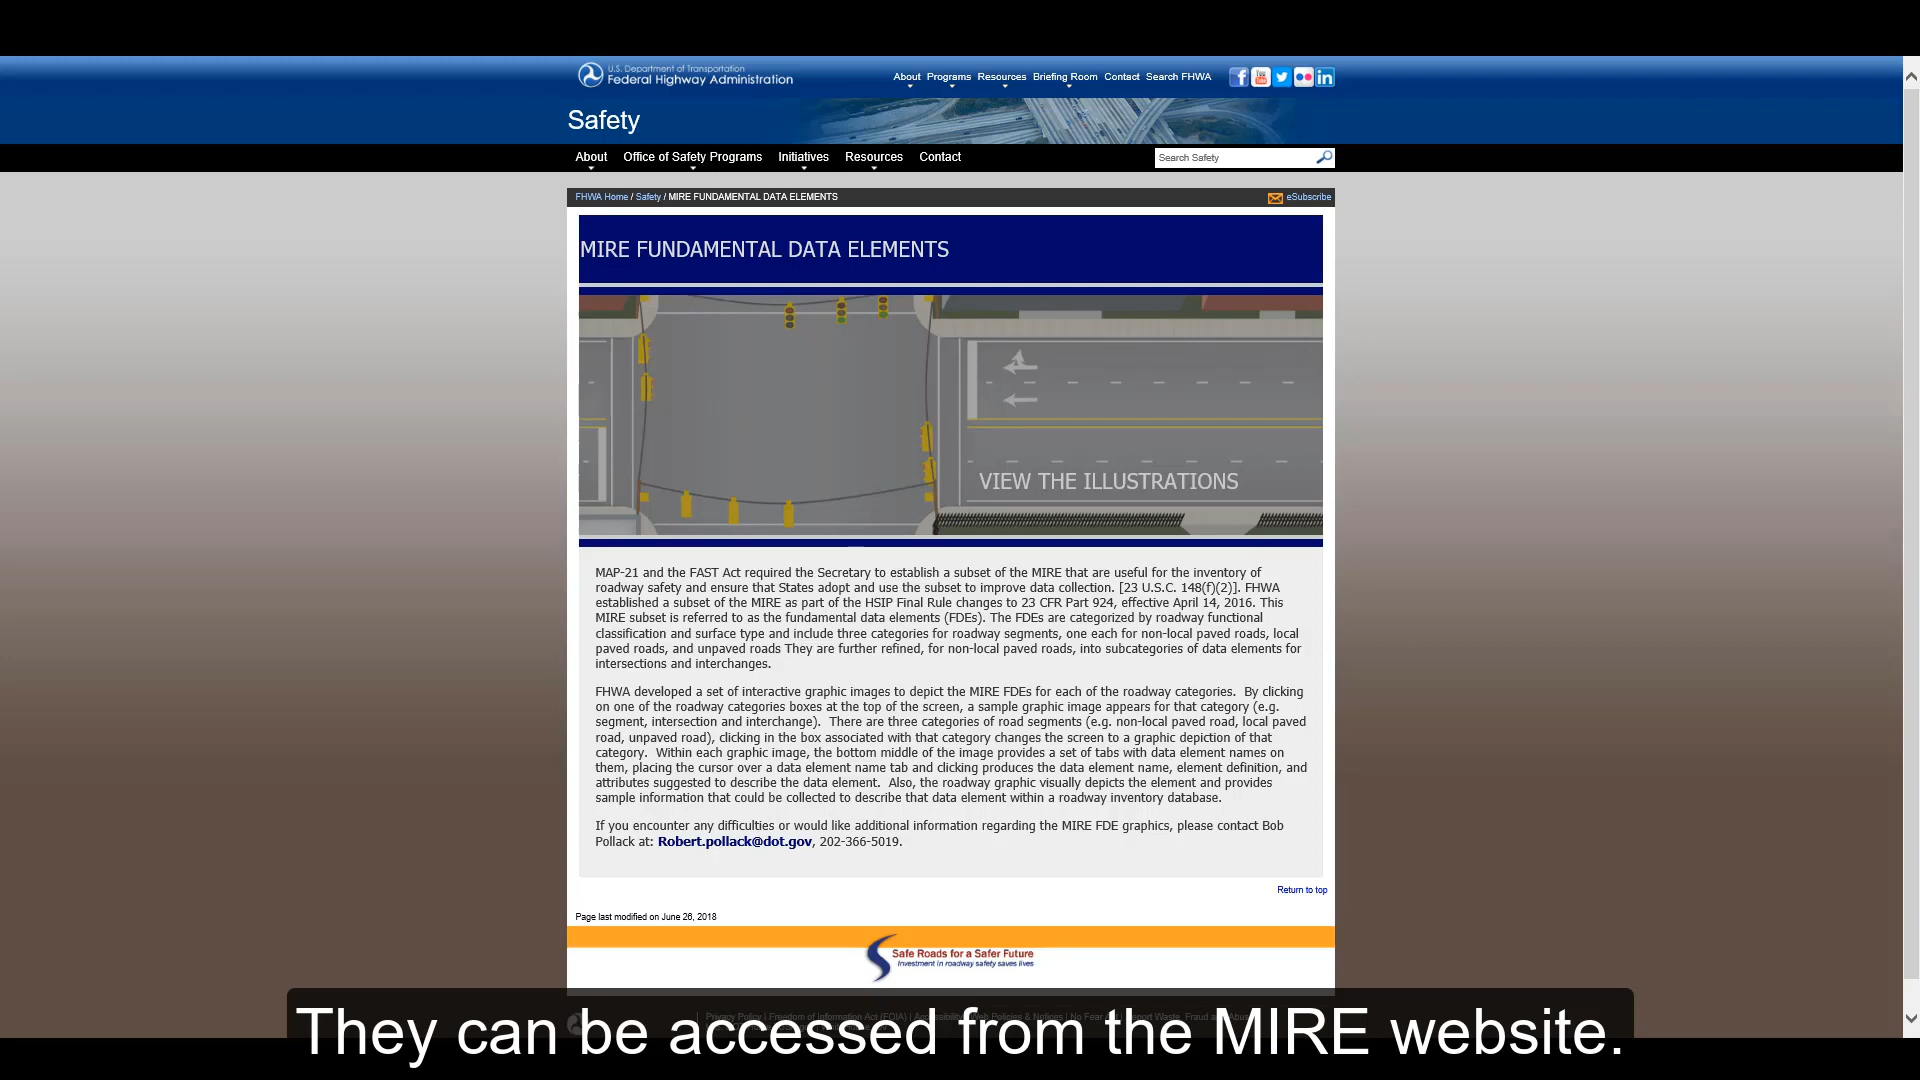 U.S. Department of Transportation
Federal Highway Administration
About Programs Resources Briefing Room Contact Search FHWA
Safety
About Office of Safety Programs Initiatives Resources Contact
Search Safety
FHWA Home / Safety / MIRE FUNDAMENTAL DATA ELEMENTS
eSubscribe
MIRE FUNDAMENTAL DATA ELEMENTS
VIEW THE ILLUSTRATIONS
MAP-21 and the FAST Act required the Secretary to establish a subset of the MIRE that are useful for the inventory of
roadway safety and ensure that States adopt and use the subset to improve data collection. [23 U.S.C. 148(f)(2)]. FHWA
established a subset of the MIRE as part of the HSIP Final Rule changes to 23 CFR Part 924, effective April 14, 2016. This
MIRE subset is referred to as the fundamental data elements (FDEs). The FDEs are categorized by roadway functional
classification and surface type and include three categories for roadway segments, one each for non-local paved roads, local
paved roads, and unpaved roads They are further refined, for non-local paved roads, into subcategories of data elements for
intersections and interchanges.
FHWA developed a set of interactive graphic images to depict the MIRE FDEs for each of the roadway categories. By clicking
on one of the roadway categories boxes at the top of the screen, a sample graphic image appears for that category (e.g.
segment, intersection and interchange). There are three categories of road segments (e.g. non-local paved road, local paved
road, unpaved road), clicking in the box associated with that category changes the screen to a graphic depiction of that
category. Within each graphic image, the bottom middle of the image provides a set of tabs with data element names on
them, placing the cursor over a data element name tab and clicking produces the data element name, element definition, and
attributes suggested to describe the data element. Also, the roadway graphic visually depicts the element and provides
sample information that could be collected to describe that data element within a roadway inventory database.
If you encounter any difficulties or would like additional information regarding the MIRE FDE graphics, please contact Bob
Pollack at: Robert.pollack@dot.gov, 202-366-5019.
Return to top
Page last modified on June 26, 2018
Safe Roads for a Safer Future
Investment in roadway safety saves lives
Privacy Policy | Freedom of Information Act (FOIA) | Accessibility | Web Policies & Notices | No Fear
They can be accessed from the MIRE website.